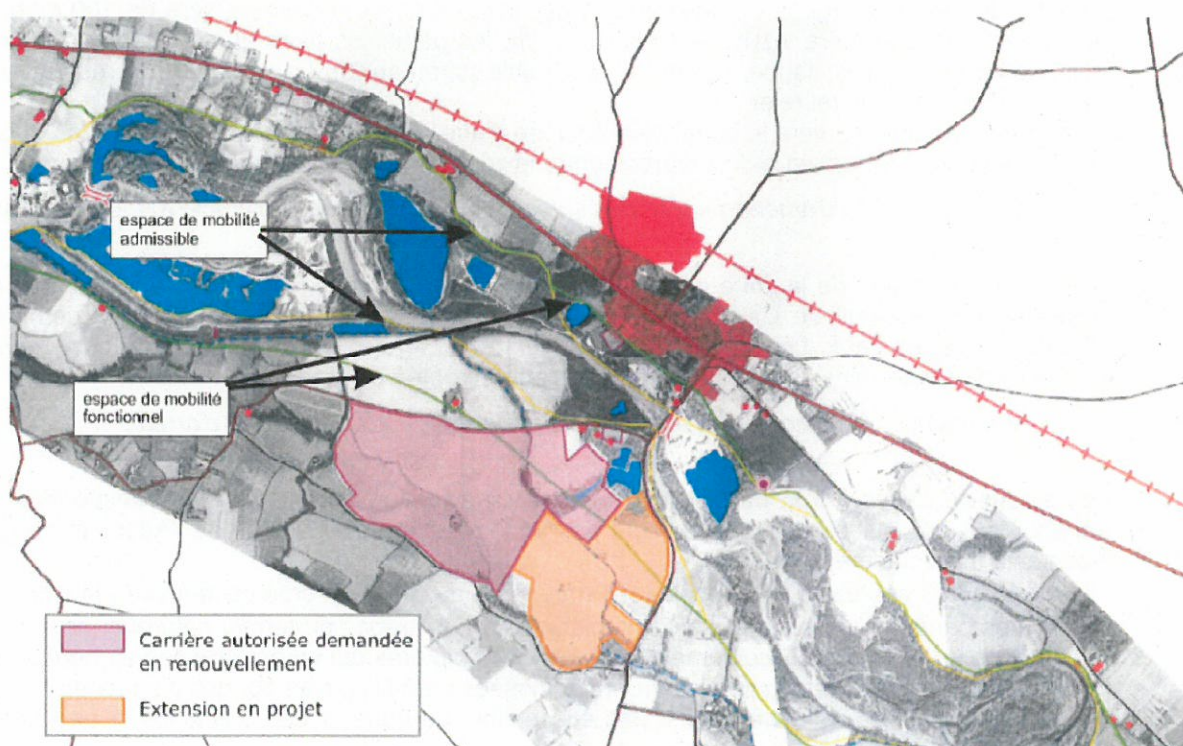 espace de mobilité
admissible
espace de mobilité
fonctionnel
Carrière autorisée demandée
en renouvellement
Extension en projet